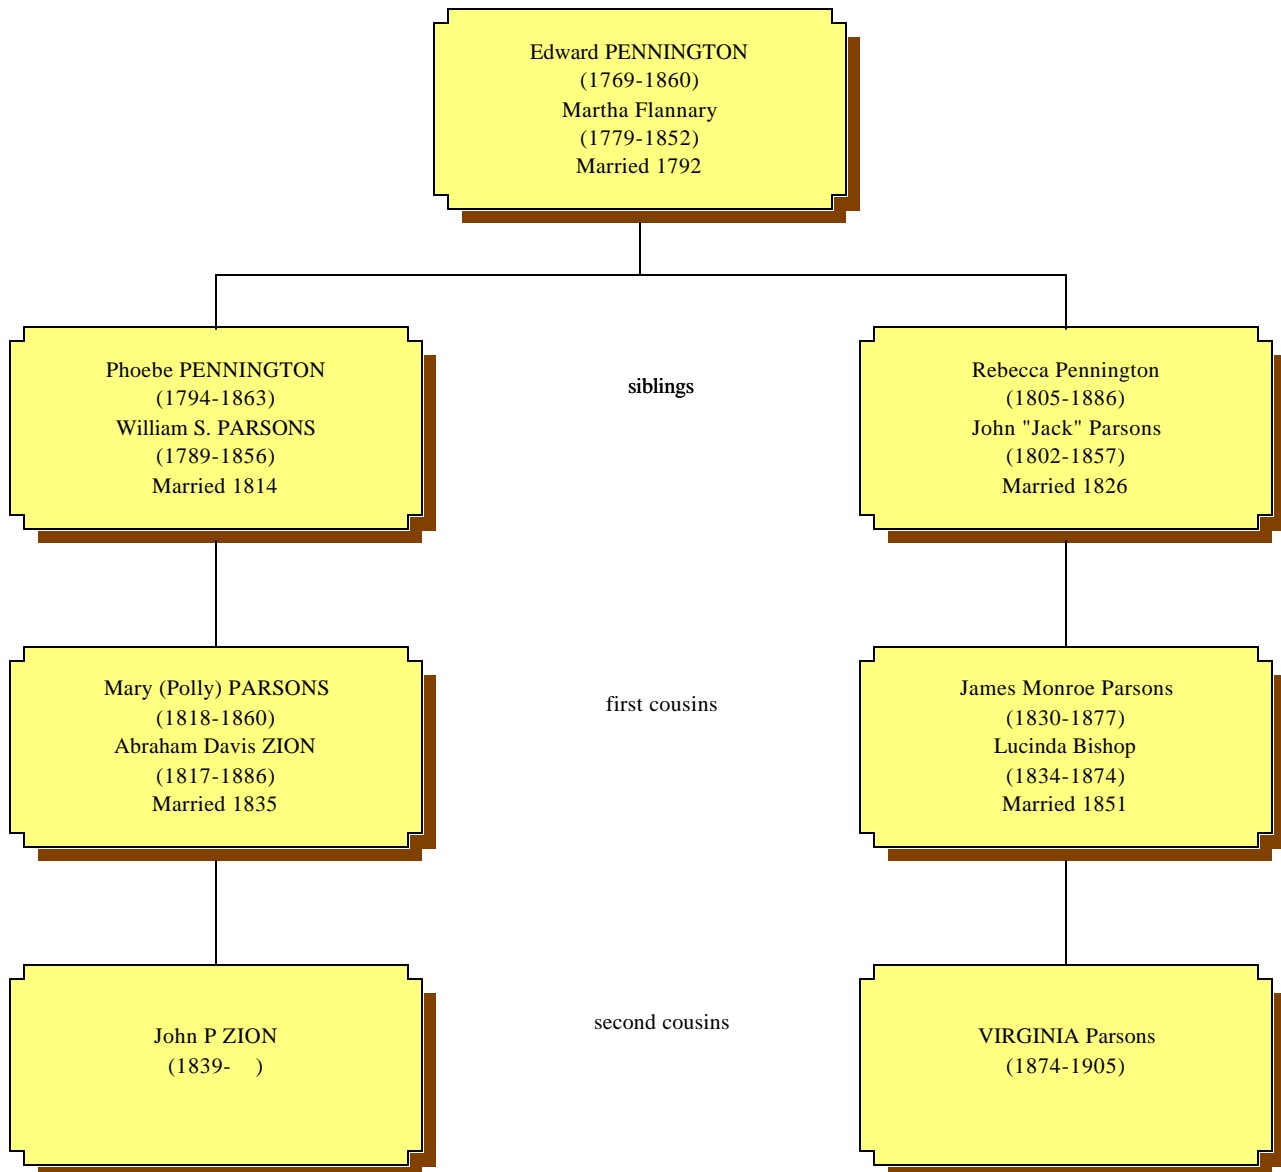 Edward PENNINGTON
(1769-1860)
Martha Flannary
(1779-1852)
Married 1792
Phoebe PENNINGTON
(1794-1863)
William S. PARSONS
(1789-1856)
Married 1814
siblings
Rebecca Pennington
(1805-1886)
John "Jack" Parsons
(1802-1857)
Married 1826
Mary (Polly) PARSONS
(1818-1860)
Abraham Davis ZION
(1817-1886)
Married 1835
first cousins
James Monroe Parsons
(1830-1877)
Lucinda Bishop
(1834-1874)
Married 1851
John P ZION
(1839-    )
second cousins
VIRGINIA Parsons
(1874-1905)